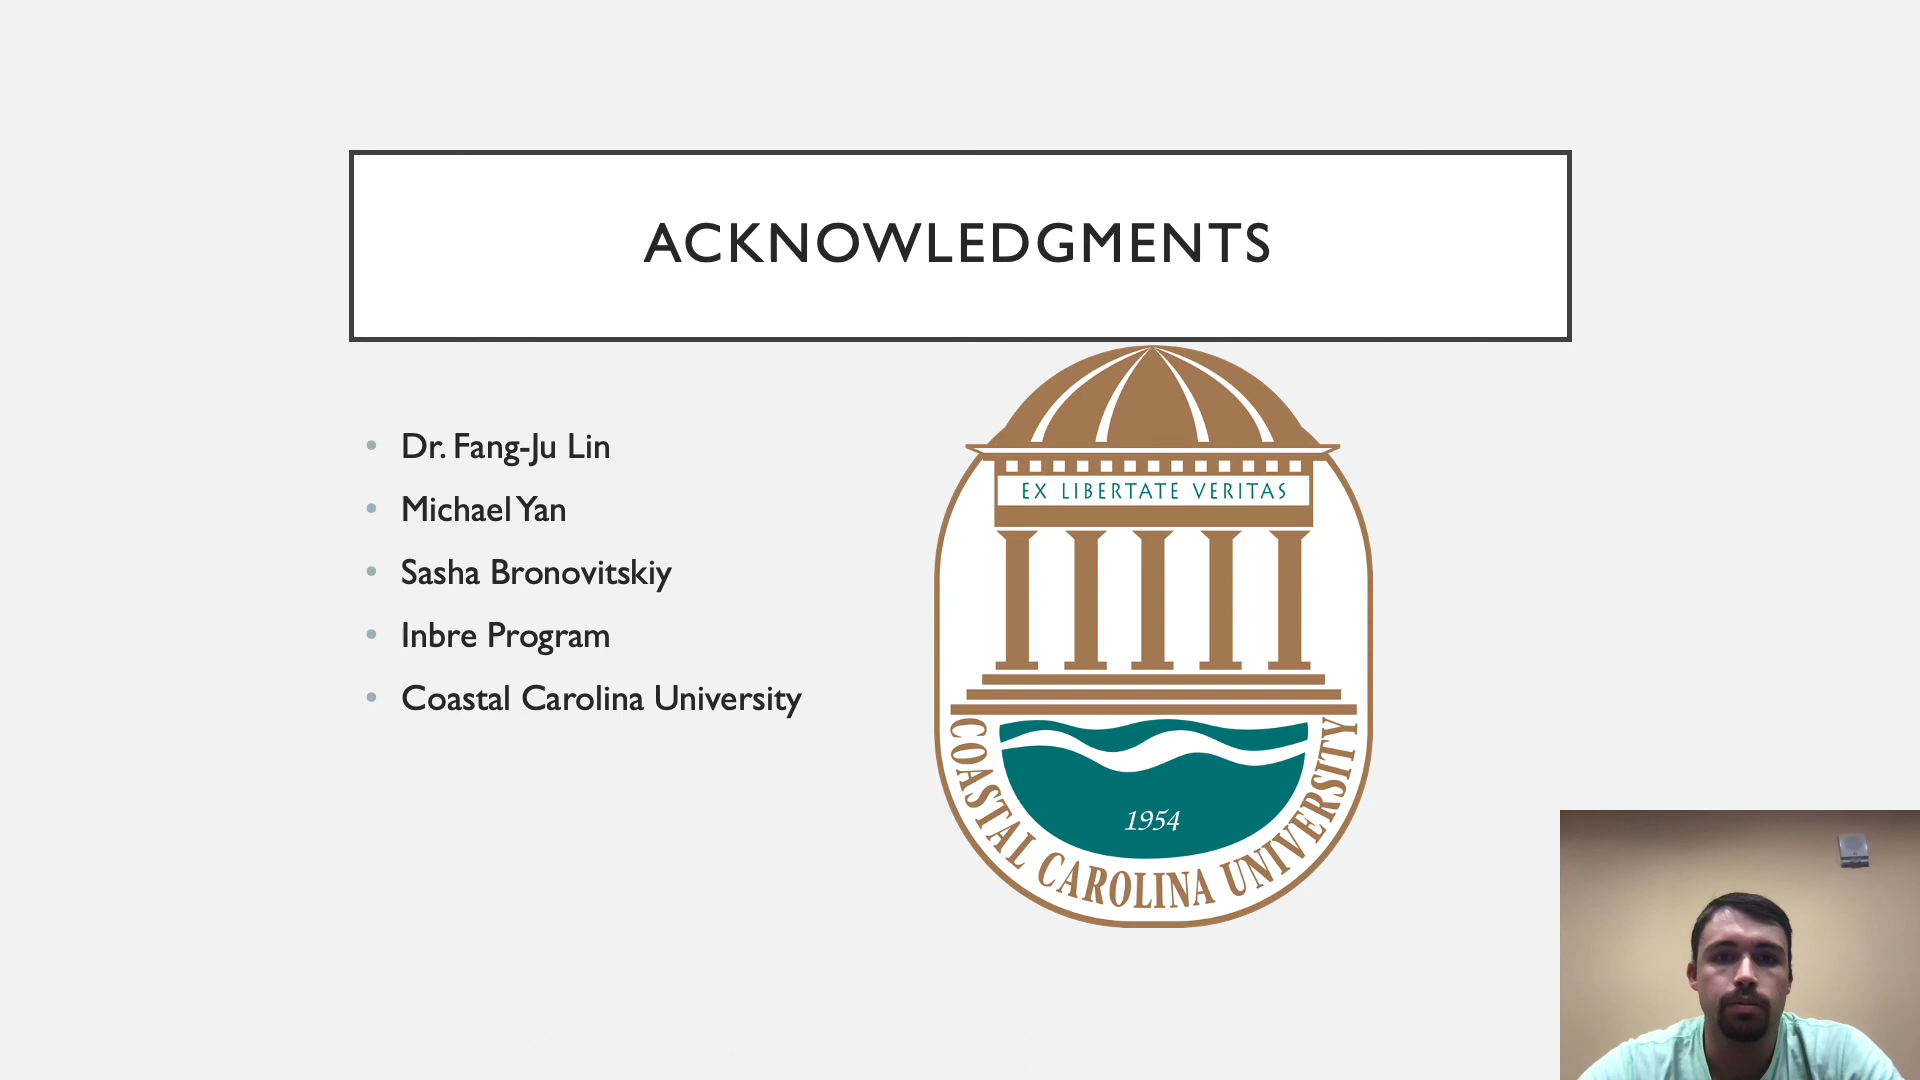 ACKNOWLEDGMENTS
Dr. Fang-Ju Lin
Michael Yan
Sasha Bronovitskiy
Inbre Program
Coastal Carolina University
EX LIBERTATE VERITAS
1954
COASTAL CAROLINA UNIVERSITY